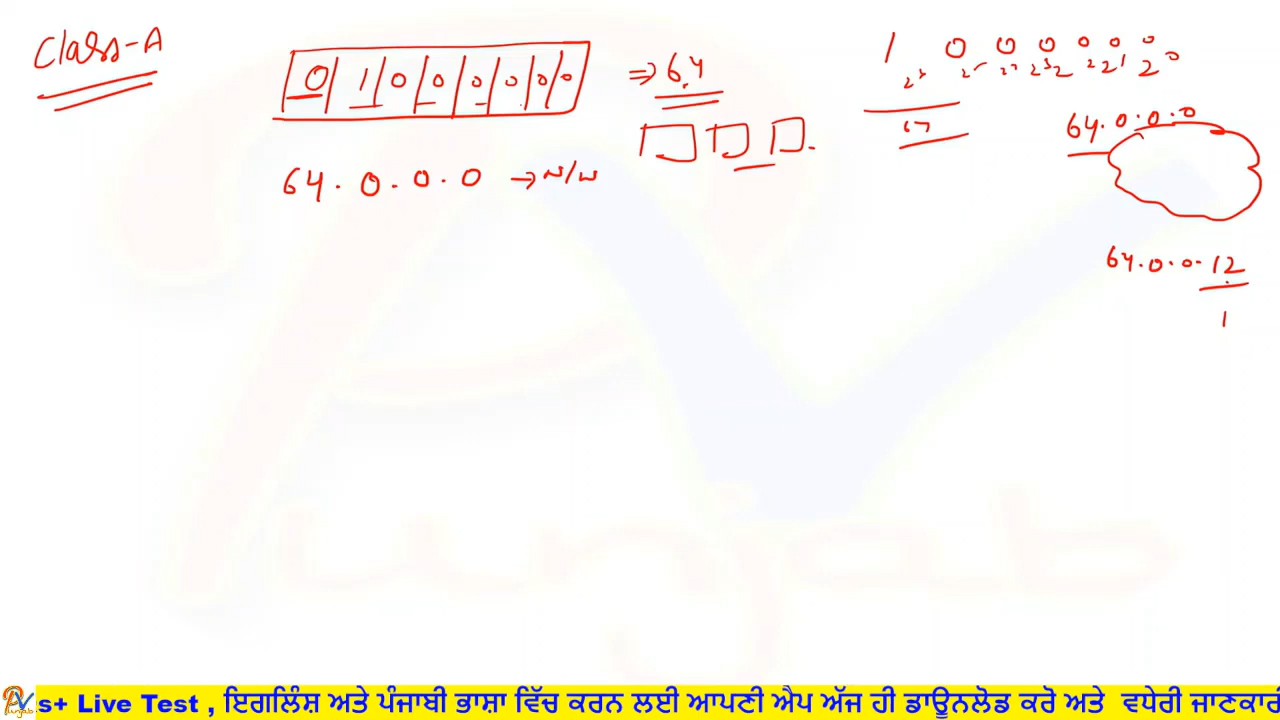 Class-A
0 1 0 0 0 0 0 0 ⇒ 64
64.0.0.0 → N/W
1 0 0 0 0 0 0
64.0.0.0
64.0.0.12
1
s+ Live Test , ਇਗਲਿੰਸ਼ ਅਤੇ ਪੰਜਾਬੀ ਭਾਸ਼ਾ ਵਿੱਚ ਕਰਨ ਲਈ ਆਪਣੀ ਐਪ ਅੱਜ ਹੀ ਡਾਊਨਲੋਡ ਕਰੋ ਅਤੇ ਵਧੇਰੀ ਜਾਣਕਾਰੀ
Punjab